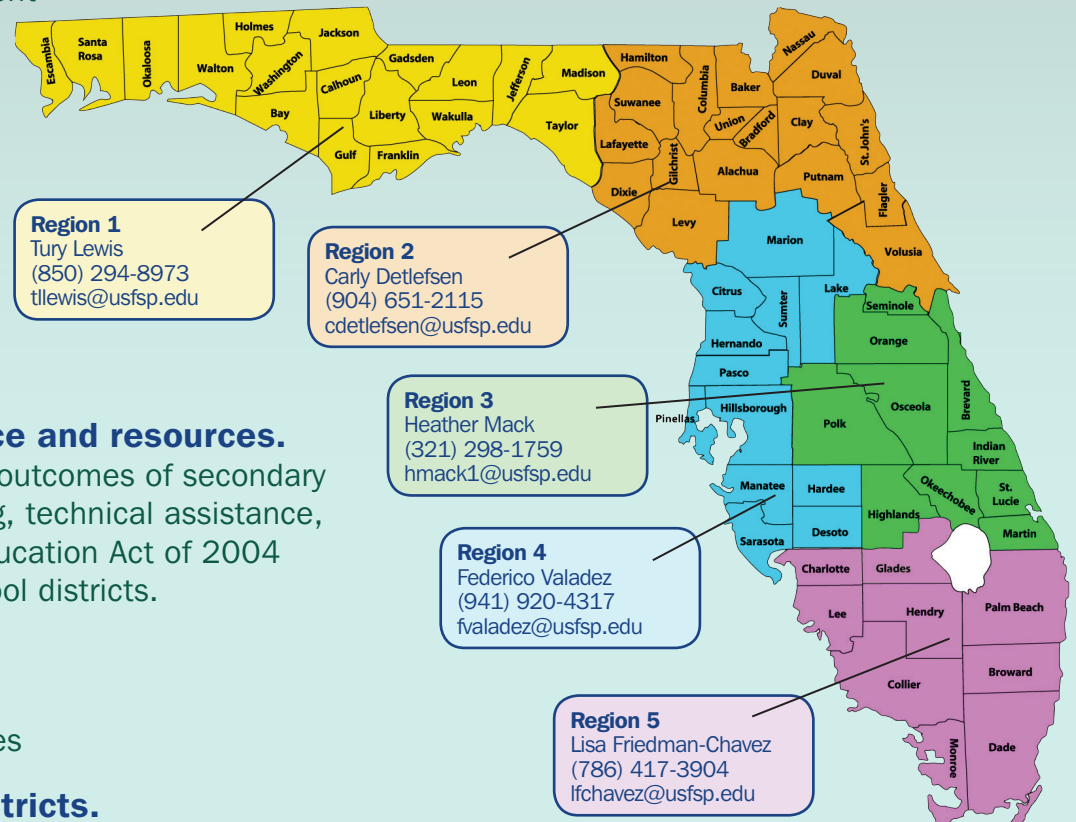 Escambia
Santa
Rosa
Okaloosa
Walton
Holmes
Washington
Jackson
Bay
Calhoun
Gulf
Liberty
Franklin
Gadsden
Leon
Wakulla
Jefferson
Madison
Taylor
Hamilton
Suwanee
Lafayette
Dixie
Columbia
Gilchrist
Baker
Union
Bradford
Alachua
Levy
Nassau
Duval
Clay
St. John's
Putnam
Flagler
Volusia
Marion
Citrus
Sumter
Lake
Hernando
Pasco
Pinellas
Hillsborough
Manatee
Hardee
Sarasota
Desoto
Seminole
Orange
Osceola
Brevard
Polk
Indian
River
Okeechobee
St.
Lucie
Highlands
Martin
Charlotte
Glades
Lee
Hendry
Palm Beach
Collier
Broward
Monroe
Dade
Region 1
Tury Lewis
(850) 294-8973
tllewis@usfsp.edu
Region 2
Carly Detlefsen
(904) 651-2115
cdetlefsen@usfsp.edu
Region 3
Heather Mack
(321) 298-1759
hmack1@usfsp.edu
Region 4
Federico Valadez
(941) 920-4317
fvaladez@usfsp.edu
Region 5
Lisa Friedman-Chavez
(786) 417-3904
lfchavez@usfsp.edu
and resources.
outcomes of secondary
technical assistance,
Act of 2004
districts.